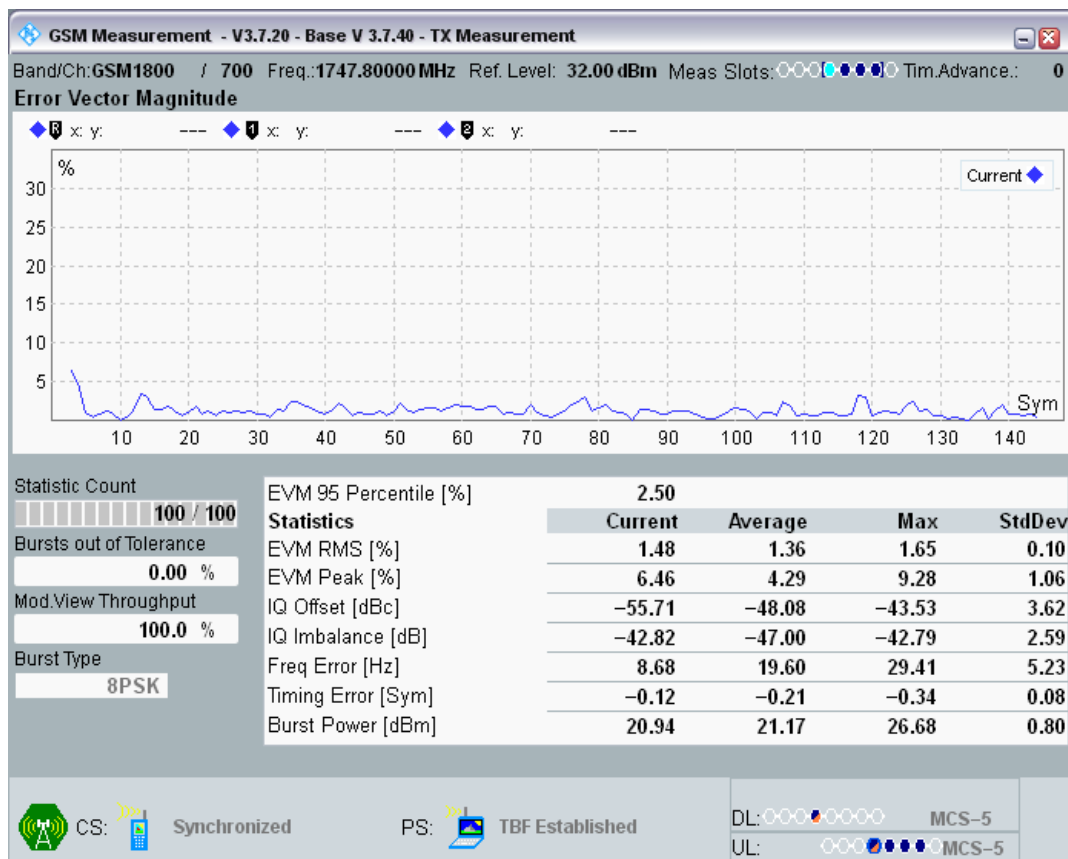 GSM Measurement - V3.7.20 - Base V 3.7.40 - TX Measurement
Band/Ch:GSM1800 / 700 Freq.:1747.80000 MHz Ref. Level: 32.00 dBm Meas Slots: Tim.Advance.: 0
Error Vector Magnitude
R x: y: --- 1 x: y: --- 2 x: y: ---
%
Current
30
25
20
15
10
5
Sym
10 20 30 40 50 60 70 80 90 100 110 120 130 140
Statistic Count
100 / 100
Bursts out of Tolerance
0.00 %
Mod.View Throughput
100.0 %
Burst Type
8PSK
EVM 95 Percentile [%] 2.50
Statistics Current Average Max StdDev
EVM RMS [%] 1.48 1.36 1.65 0.10
EVM Peak [%] 6.46 4.29 9.28 1.06
IQ Offset [dBc] −55.71 −48.08 −43.53 3.62
IQ Imbalance [dB] −42.82 −47.00 −42.79 2.59
Freq Error [Hz] 8.68 19.60 29.41 5.23
Timing Error [Sym] −0.12 −0.21 −0.34 0.08
Burst Power [dBm] 20.94 21.17 26.68 0.80
CS: Synchronized PS: TBF Established
DL: MCS−5
UL: MCS−5